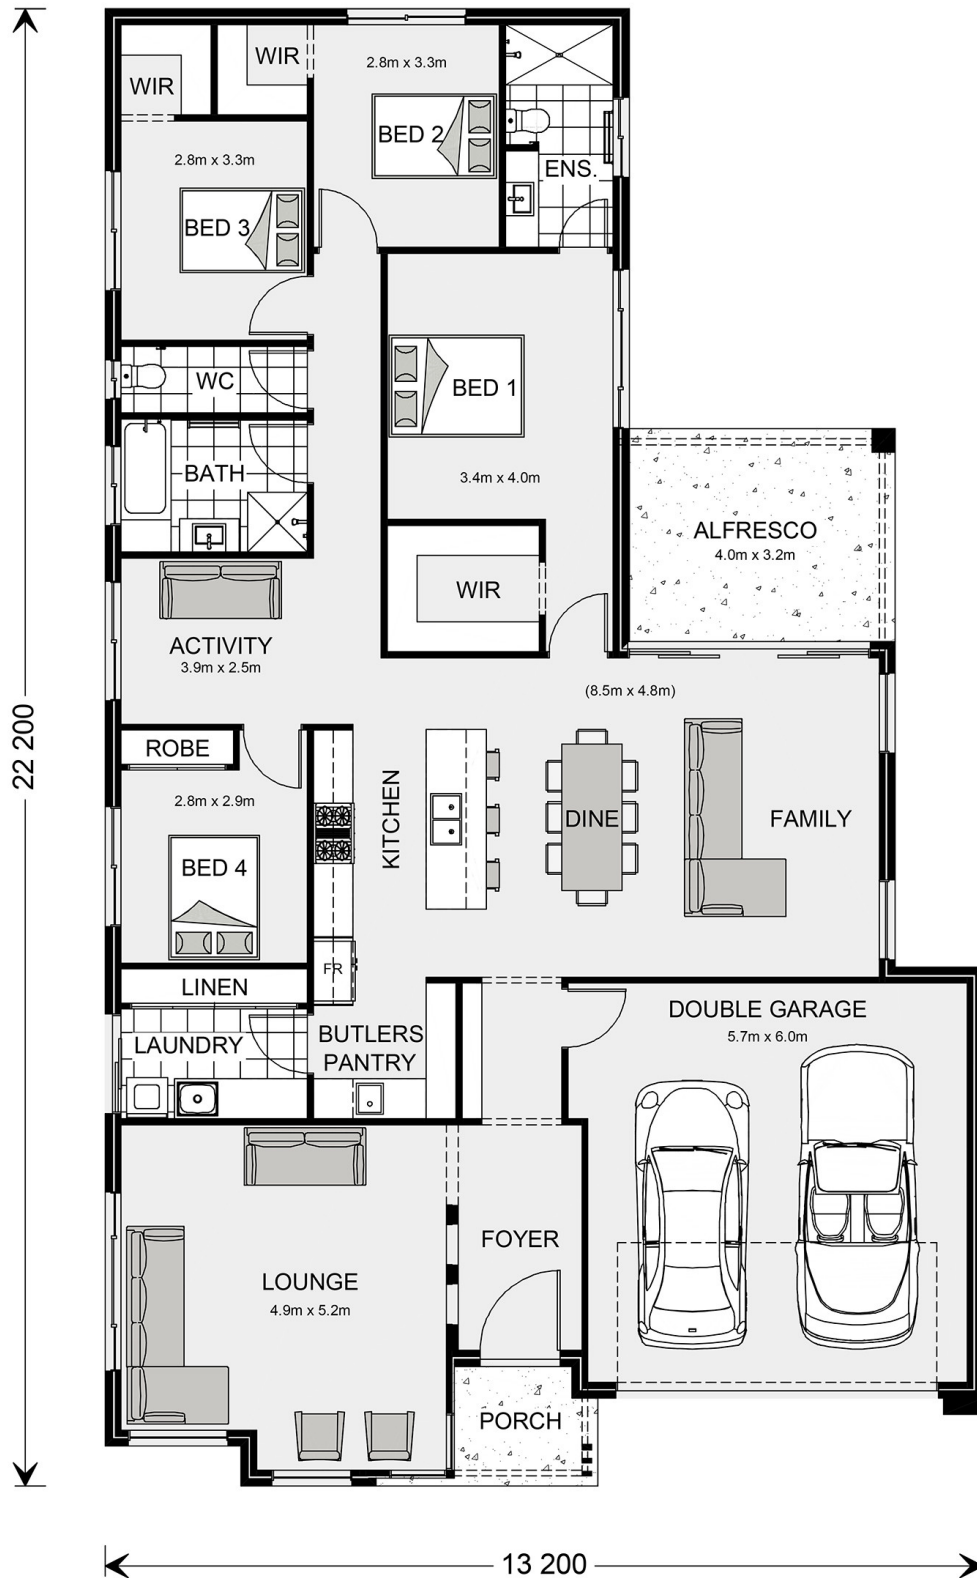 WIR
WIR
2.8m x 3.3m
BED 2
2.8m x 3.3m
ENS.
BED 3
WC
BED 1
BATH
3.4m x 4.0m
ALFRESCO
4.0m x 3.2m
WIR
ACTIVITY
3.9m x 2.5m
(8.5m x 4.8m)
22 200
ROBE
2.8m x 2.9m
KITCHEN
DINE
FAMILY
BED 4
FR
LINEN
DOUBLE GARAGE
5.7m x 6.0m
LAUNDRY
BUTLERS
PANTRY
FOYER
LOUNGE
4.9m x 5.2m
PORCH
13 200